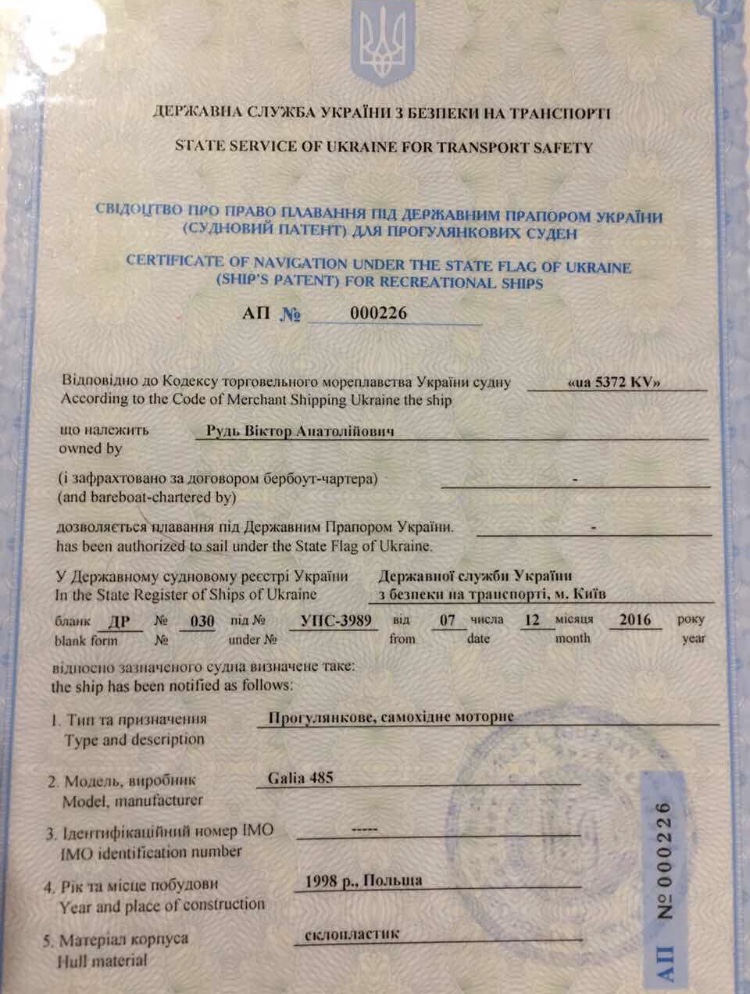 ДЕРЖАВНА СЛУЖБА УКРАЇНИ З БЕЗПЕКИ НА ТРАНСПОРТІ
STATE SERVICE OF UKRAINE FOR TRANSPORT SAFETY
СВІДОЦТВО ПРО ПРАВО ПЛАВАННЯ ПІД ДЕРЖАВНИМ ПРАПОРОМ УКРАЇНИ
(СУДНОВИЙ ПАТЕНТ) ДЛЯ ПРОГУЛЯНКОВИХ СУДЕН
CERTIFICATE OF NAVIGATION UNDER THE STATE FLAG OF UKRAINE
(SHIP'S PATENT) FOR RECREATIONAL SHIPS
АП № 000226
Відповідно до Кодексу торговельного мореплавства України судну «ua 5372 KV»
According to the Code of Merchant Shipping Ukraine the ship
що належить Рудь Віктор Анатолійович
owned by
(і зафрахтовано за договором бербоут-чартера) -
(and bareboat-chartered by)
дозволяється плавання під Державним Прапором України. -
has been authorized to sail under the State Flag of Ukraine.
У Державному судновому реєстрі України Державної служби України
In the State Register of Ships of Ukraine з безпеки на транспорті, м. Київ
бланк ДР № 030 під № УПС-3989 від 07 числа 12 місяця 2016 року
blank form № under № from date month year
відносно зазначеного судна визначене таке:
the ship has been notified as follows:
1. Тип та призначення Прогулянкове, самохідне моторне
Type and description
2. Модель, виробник Galia 485
Model, manufacturer
3. Ідентифікаційний номер ІМО -----
IMO identification number
4. Рік та місце побудови 1998 р., Польща
Year and place of construction
5. Матеріал корпуса склопластик
Hull material
АП №000226